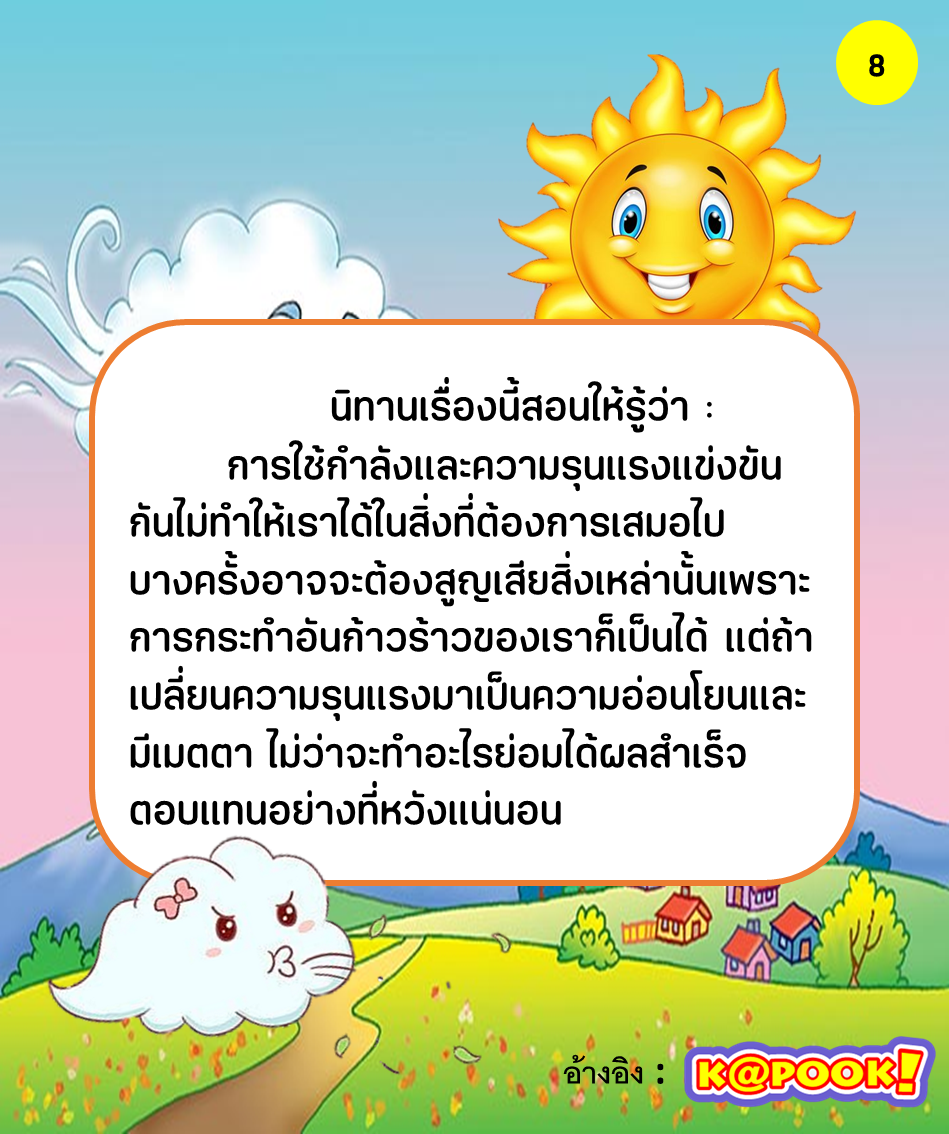 8
นิทานเรื่องนี้สอนให้รู้ว่า :
การใช้กำลังและความรุนแรงแข่งขัน
กันไม่ทำให้เราได้ในสิ่งที่ต้องการเสมอไป
บางครั้งอาจจะต้องสูญเสียสิ่งเหล่านั้นเพราะ
การกระทำอันก้าวร้าวของเราก็เป็นได้ แต่ถ้า
เปลี่ยนความรุนแรงมาเป็นความอ่อนโยนและ
มีเมตตา ไม่ว่าจะทำอะไรย่อมได้ผลสำเร็จ
ตอบแทนอย่างที่หวังแน่นอน
อ้างอิง : K@POOK!